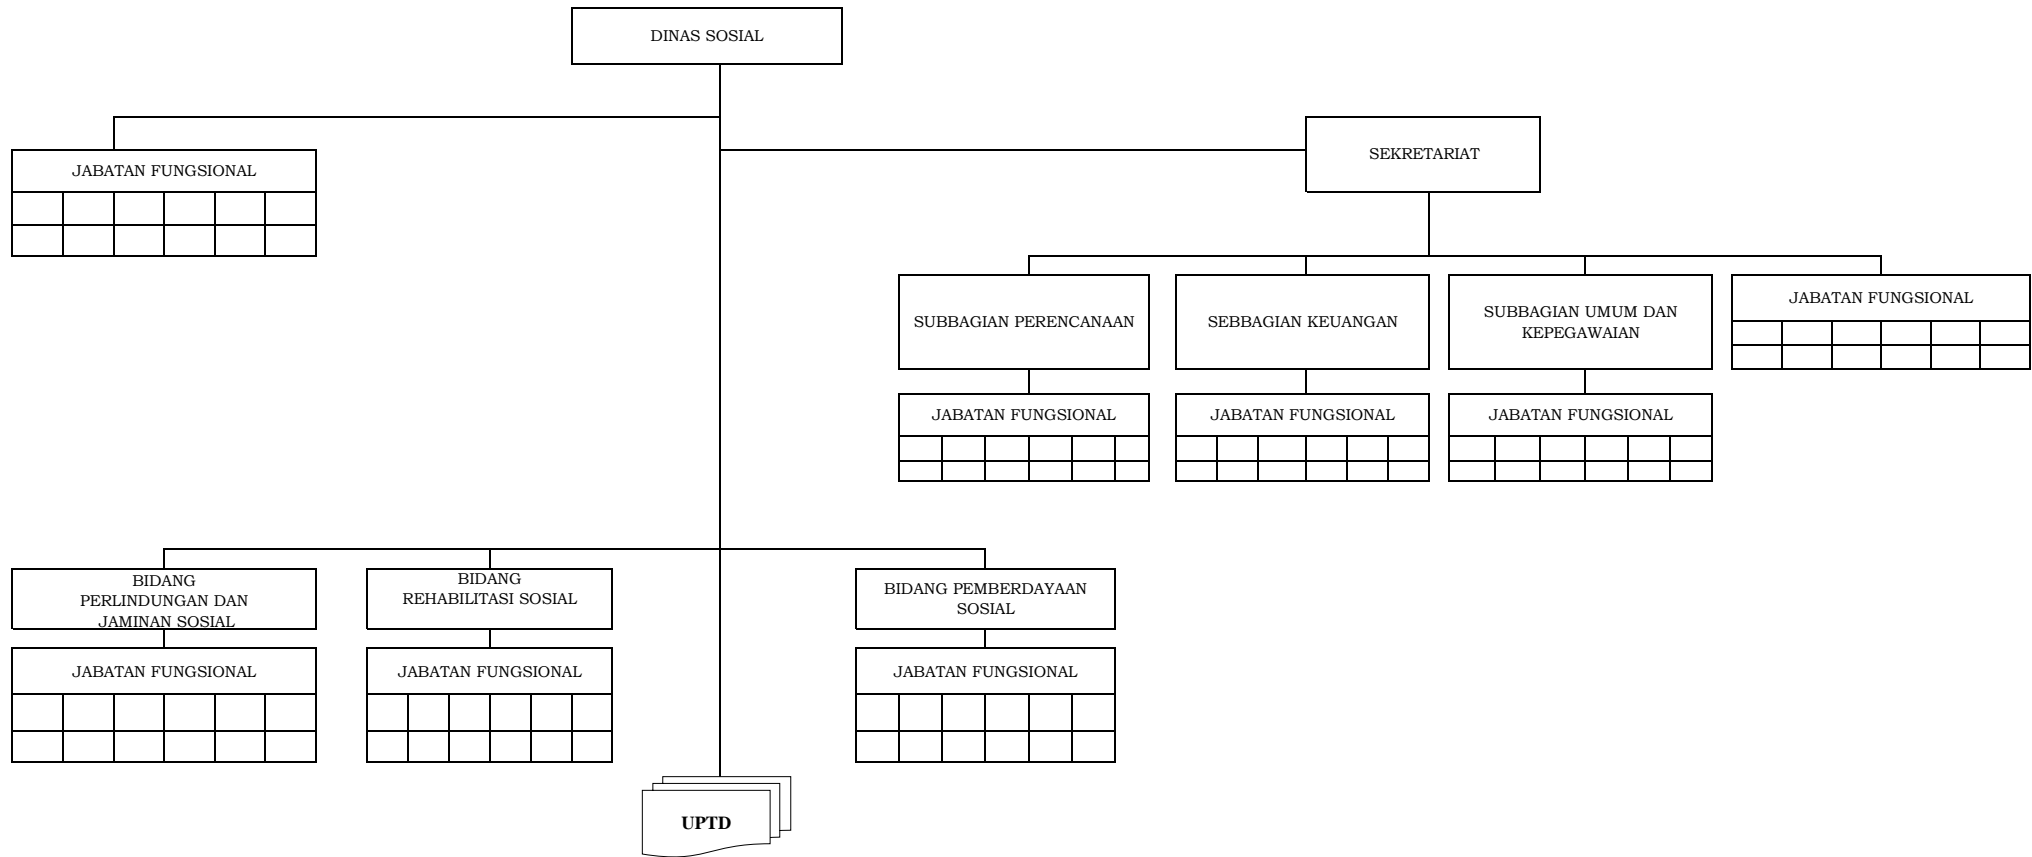 DINAS SOSIAL
JABATAN FUNGSIONAL
SEKRETARIAT
SUBBAGIAN PERENCANAAN
SEBBAGIAN KEUANGAN
SUBBAGIAN UMUM DAN
KEPEGAWAIAN
JABATAN FUNGSIONAL
JABATAN FUNGSIONAL
JABATAN FUNGSIONAL
JABATAN FUNGSIONAL
BIDANG
PERLINDUNGAN DAN
JAMINAN SOSIAL
BIDANG
REHABILITASI SOSIAL
BIDANG PEMBERDAYAAN
SOSIAL
JABATAN FUNGSIONAL
JABATAN FUNGSIONAL
JABATAN FUNGSIONAL
UPTD